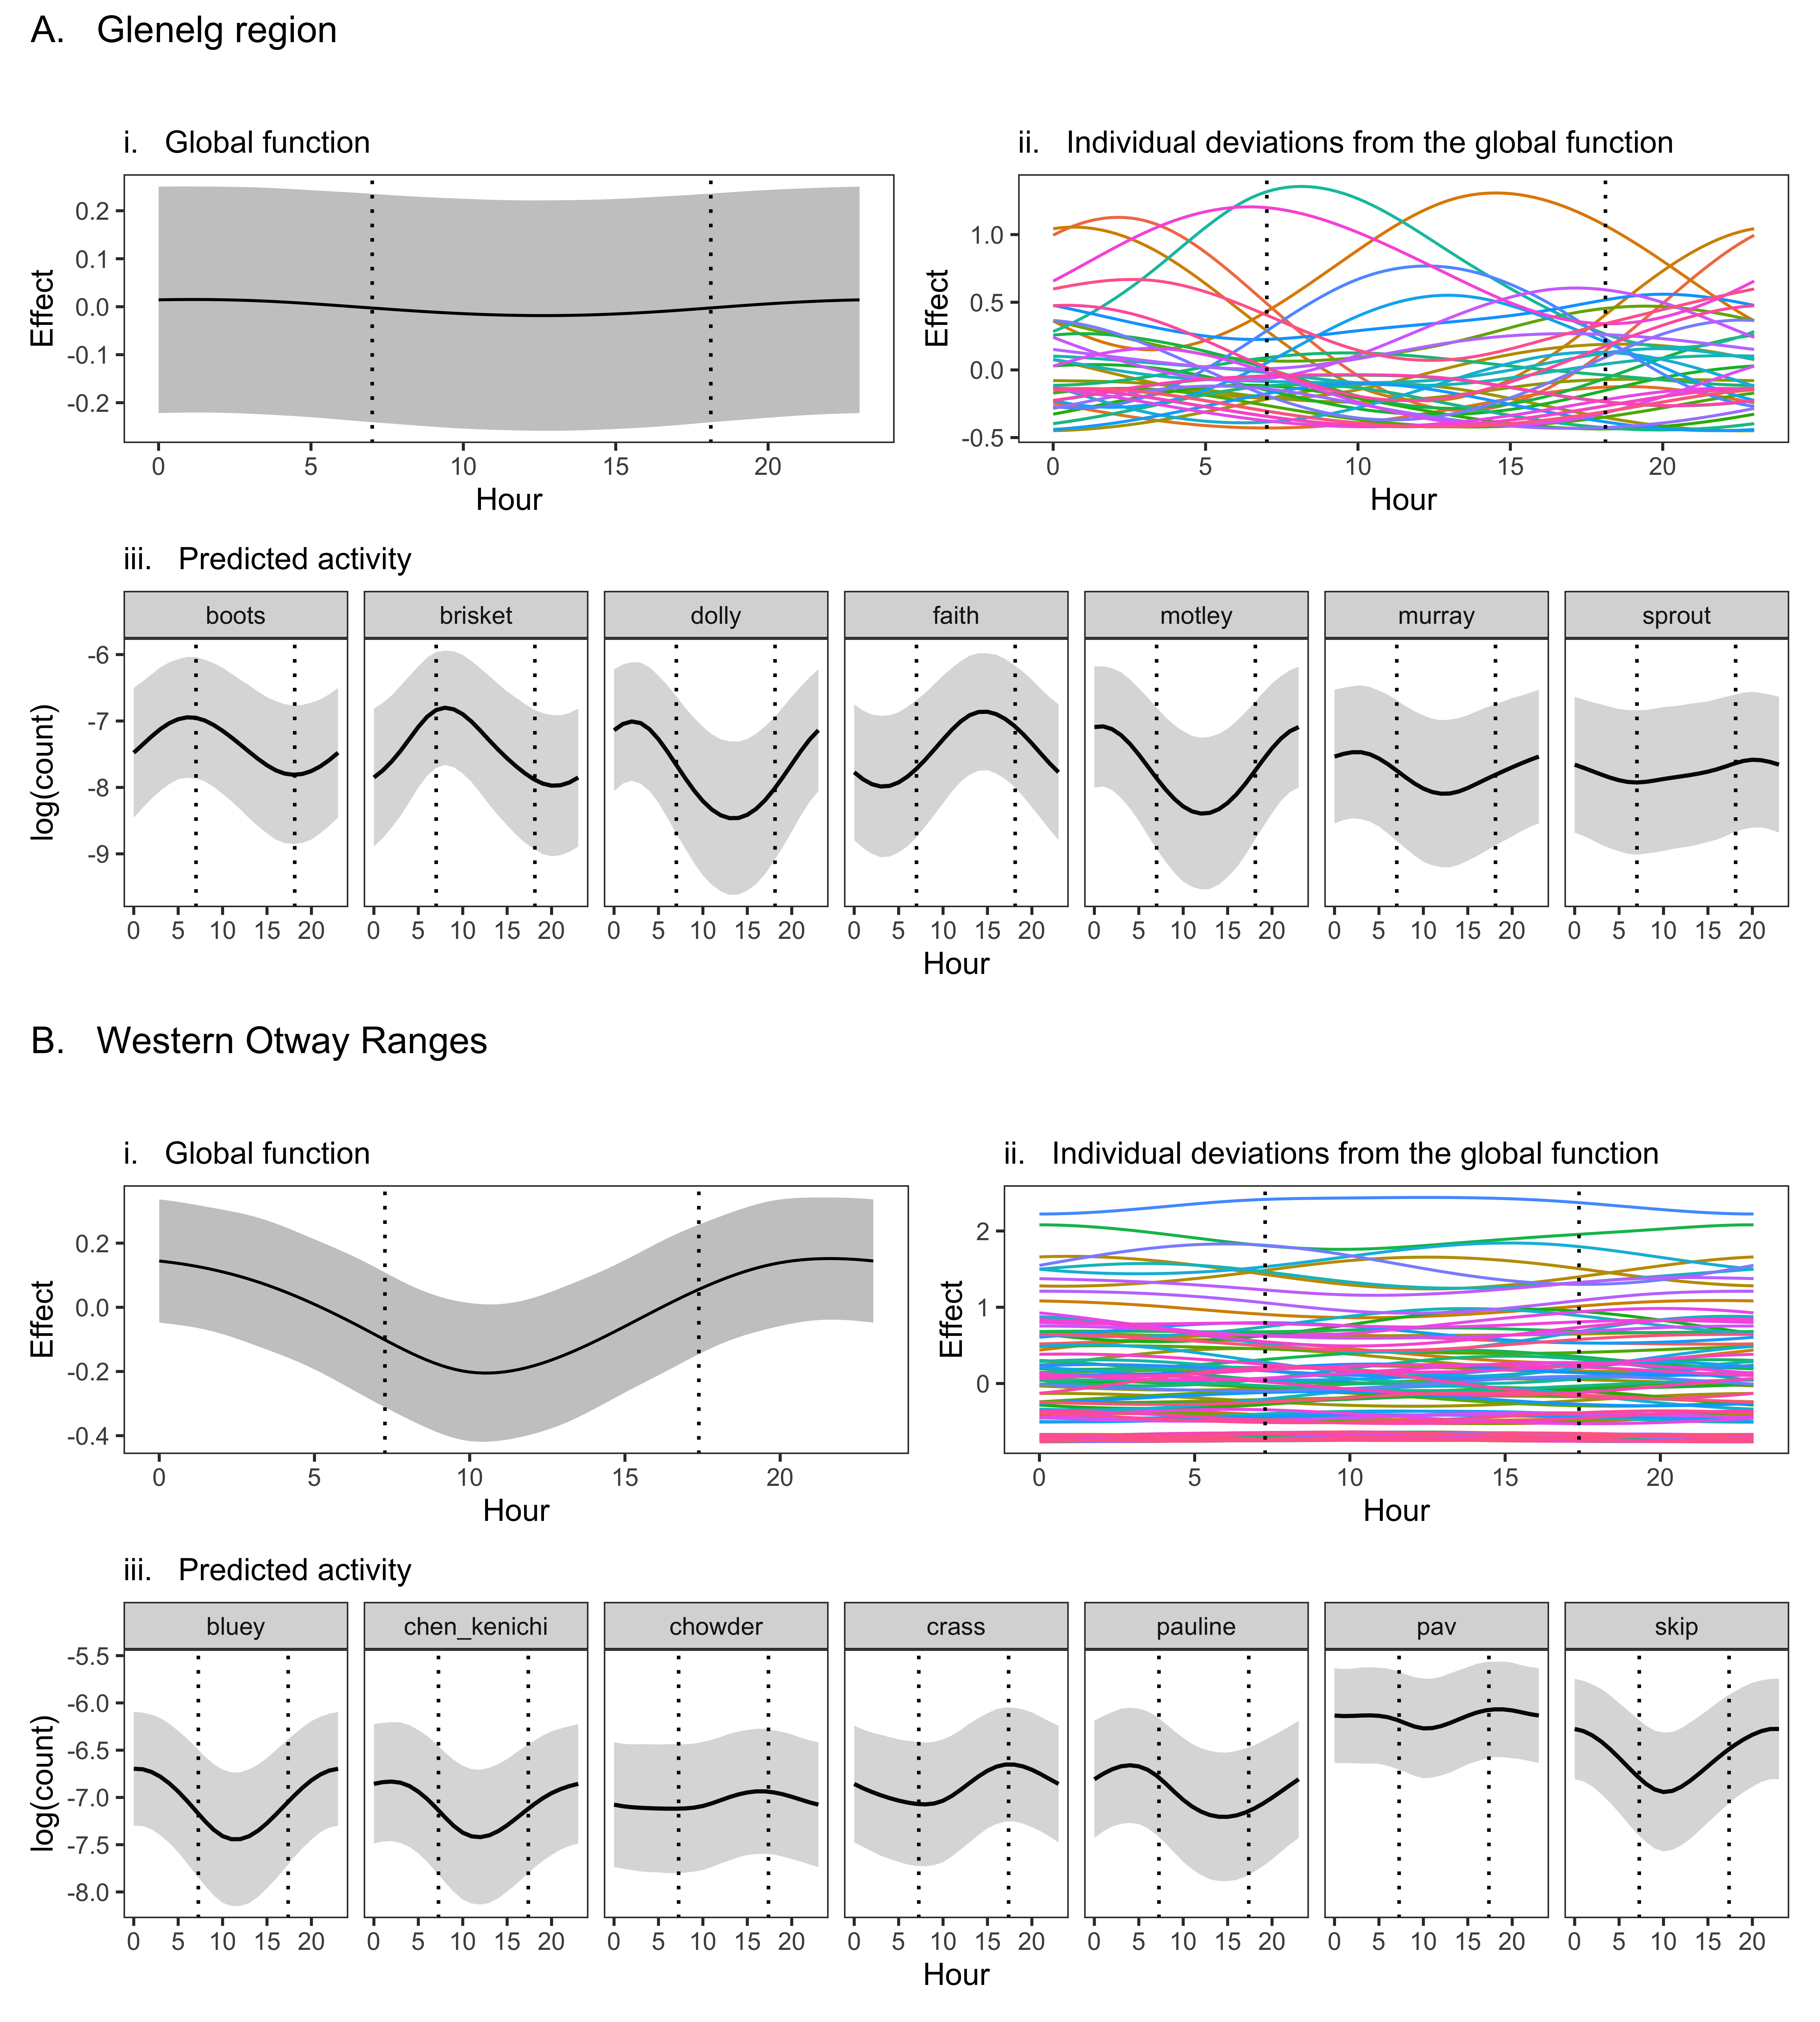 A. Glenelg region
i. Global function
ii. Individual deviations from the global function
Effect
0.2
0.1
0.0
-0.1
-0.2
0 5 10 15 20
Hour
Effect
1.0
0.5
0.0
-0.5
0 5 10 15 20
Hour
iii. Predicted activity
boots brisket dolly faith motley murray sprout
log(count)
-6
-7
-8
-9
0 5 10 15 20 0 5 10 15 20 0 5 10 15 20 0 5 10 15 20 0 5 10 15 20 0 5 10 15 20 0 5 10 15 20
Hour
B. Western Otway Ranges
i. Global function
ii. Individual deviations from the global function
Effect
0.2
0.0
-0.2
-0.4
0 5 10 15 20
Hour
Effect
2
1
0
0 5 10 15 20
Hour
iii. Predicted activity
bluey chen_kenichi chowder crass pauline pav skip
log(count)
-5.5
-6.0
-6.5
-7.0
-7.5
-8.0
0 5 10 15 20 0 5 10 15 20 0 5 10 15 20 0 5 10 15 20 0 5 10 15 20 0 5 10 15 20 0 5 10 15 20
Hour